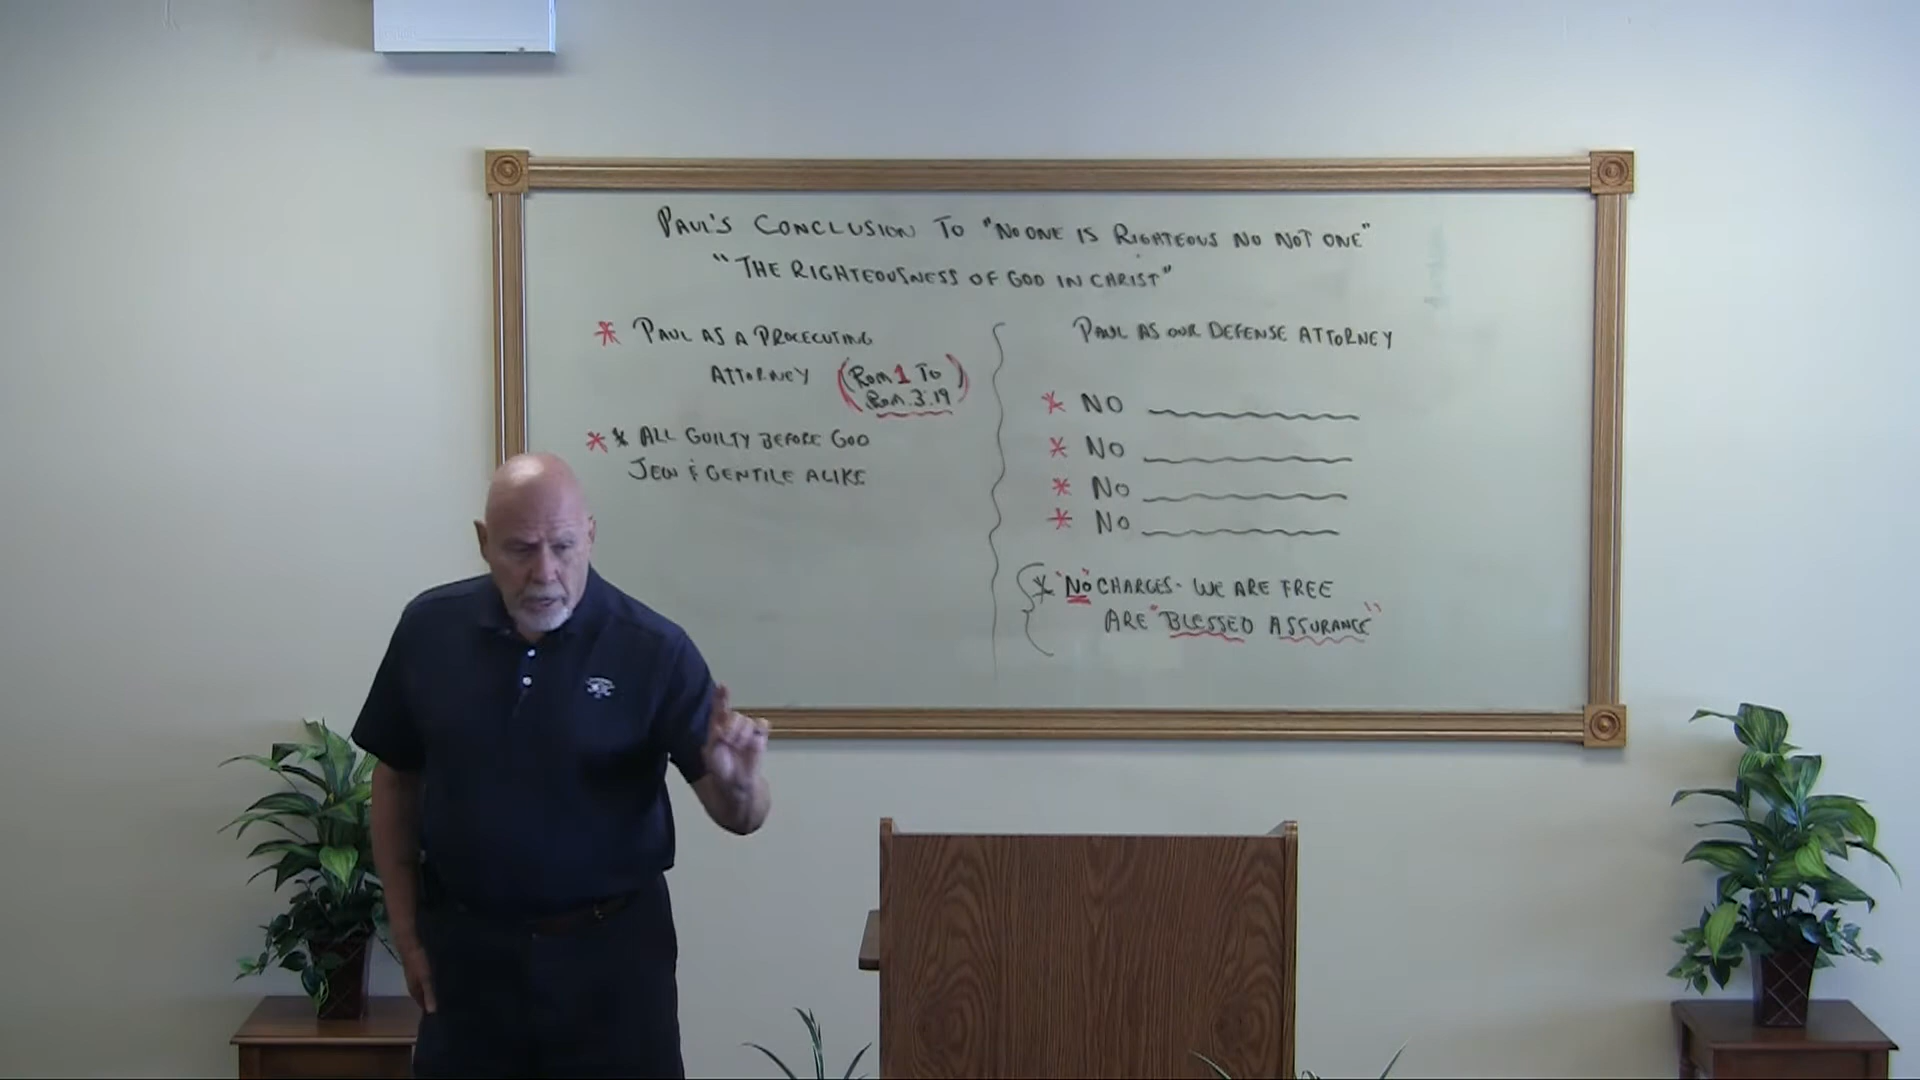 PAUL'S CONCLUSION TO "NO ONE IS RIGHTEOUS NO NOT ONE"
"THE RIGHTEOUSNESS OF GOD IN CHRIST"
* PAUL AS A PROCECUTING
ATTORNEY (ROM 1 TO
ROM. 3:19)
* * ALL GUILTY BEFORE GOD
JEW & GENTILE ALIKE
PAUL AS OUR DEFENSE ATTORNEY
* NO
* NO
* NO
* NO
* "NO" CHARGES - WE ARE FREE
ARE "BLESSED ASSURANCE"